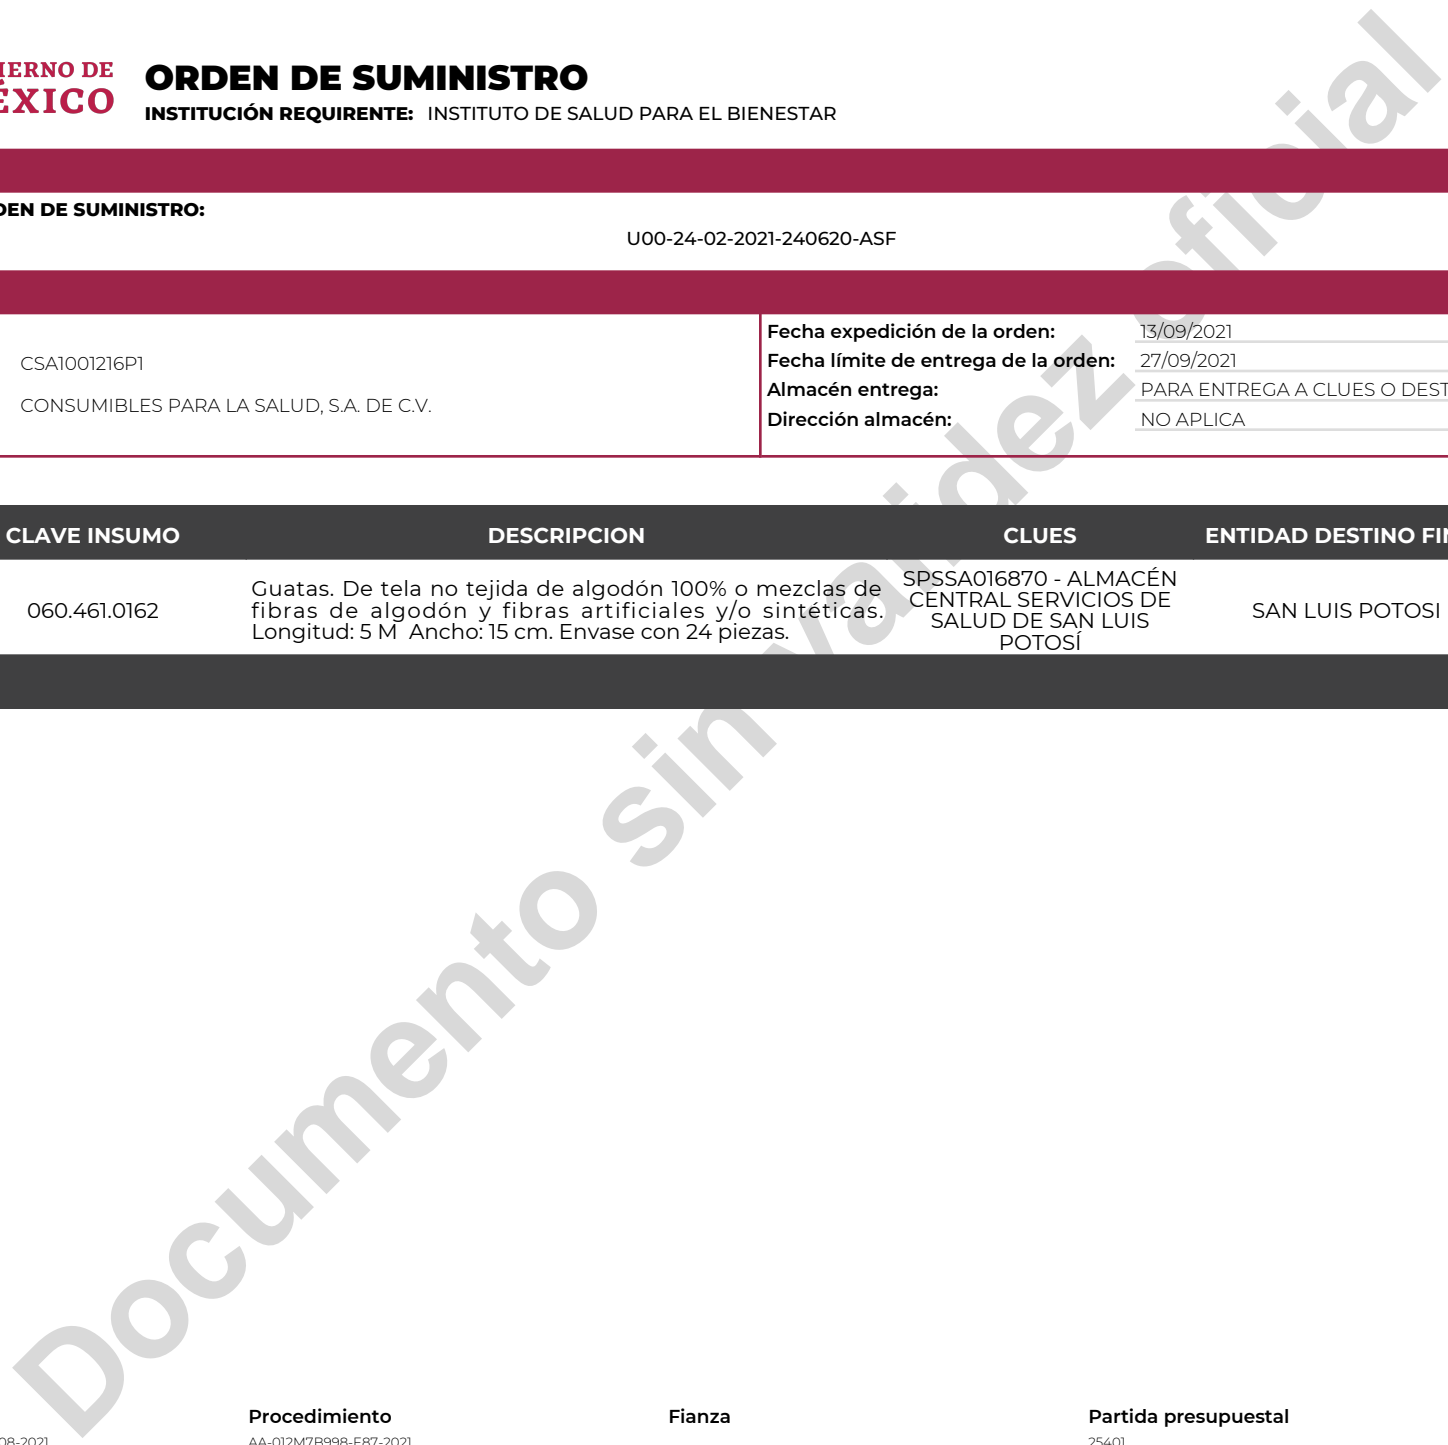 IERNO DE
ÉXICO
ORDEN DE SUMINISTRO
INSTITUCIÓN REQUIRENTE: INSTITUTO DE SALUD PARA EL BIENESTAR
DEN DE SUMINISTRO:
U00-24-02-2021-240620-ASF
CSA1001216P1
CONSUMIBLES PARA LA SALUD, S.A. DE C.V.
Fecha expedición de la orden: 13/09/2021
Fecha límite de entrega de la orden: 27/09/2021
Almacén entrega: PARA ENTREGA A CLUES O DEST
Dirección almacén: NO APLICA
CLAVE INSUMO DESCRIPCION CLUES ENTIDAD DESTINO FIN
060.461.0162
Guatas. De tela no tejida de algodón 100% o mezclas de
fibras de algodón y fibras artificiales y/o sintéticas.
Longitud: 5 M Ancho: 15 cm. Envase con 24 piezas.
SPSSA016870 - ALMACÉN
CENTRAL SERVICIOS DE
SALUD DE SAN LUIS
POTOSÍ
SAN LUIS POTOSI
Documento sin validez oficial
Procedimiento Fianza Partida presupuestal
08-2021 AA-012M7B998-E87-2021 25401